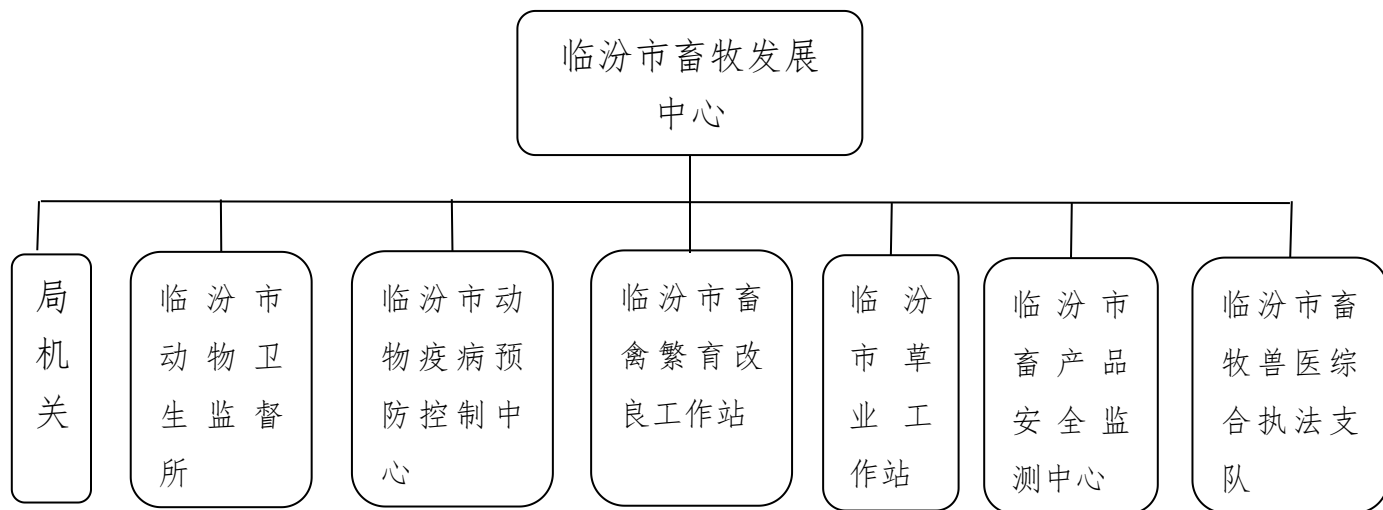 临汾市畜牧发展
中心
局
机
关
临汾市
动物卫
生监督
所
临汾市动
物疫病预
防控制中
心
临汾市畜
禽繁育改
良工作站
临汾
市草
业工
作站
临汾市
畜产品
安全监
测中心
临汾市畜
牧兽医综
合执法支
队